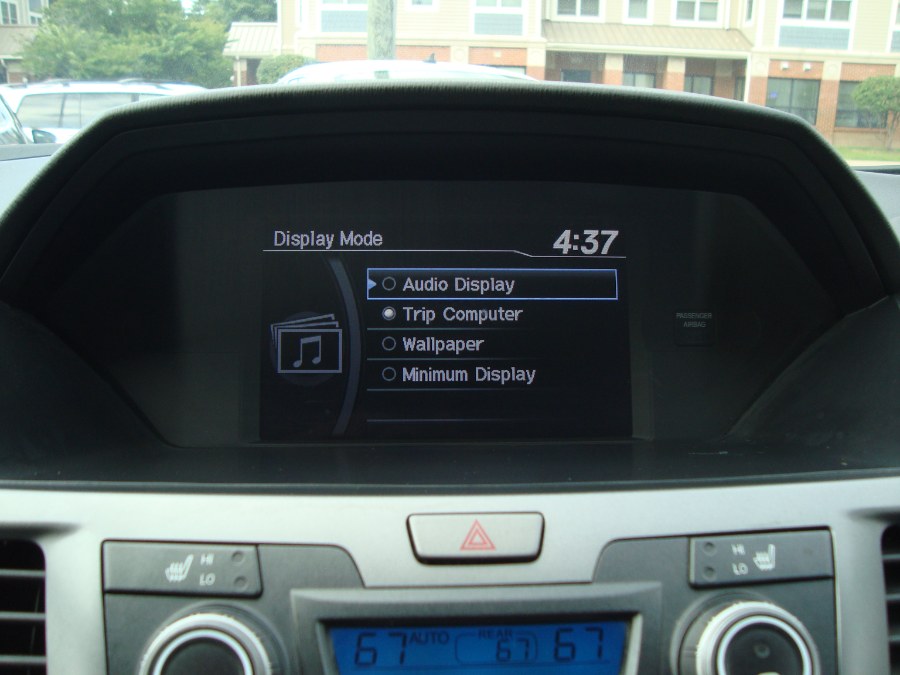 Display Mode 4:37
Audio Display
Trip Computer
Wallpaper
Minimum Display
PASSENGER
AIRBAG
HI
LO
HI
LO
67 AUTO REAR 67 67